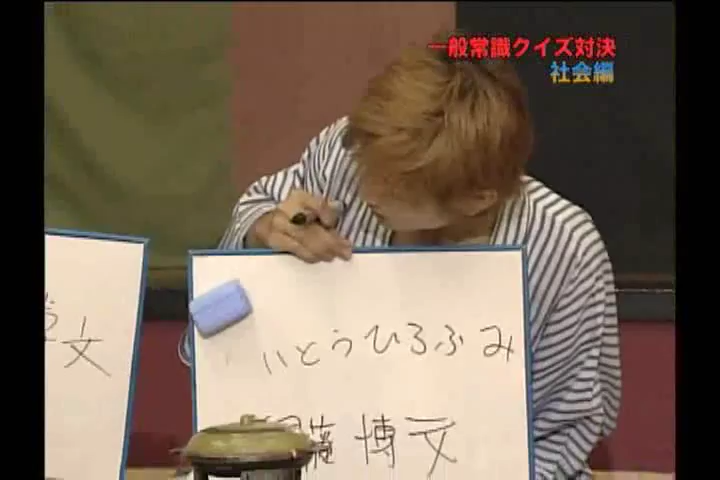 一般常識クイズ対決
社会編
いとうひろふみ
藤博文
文